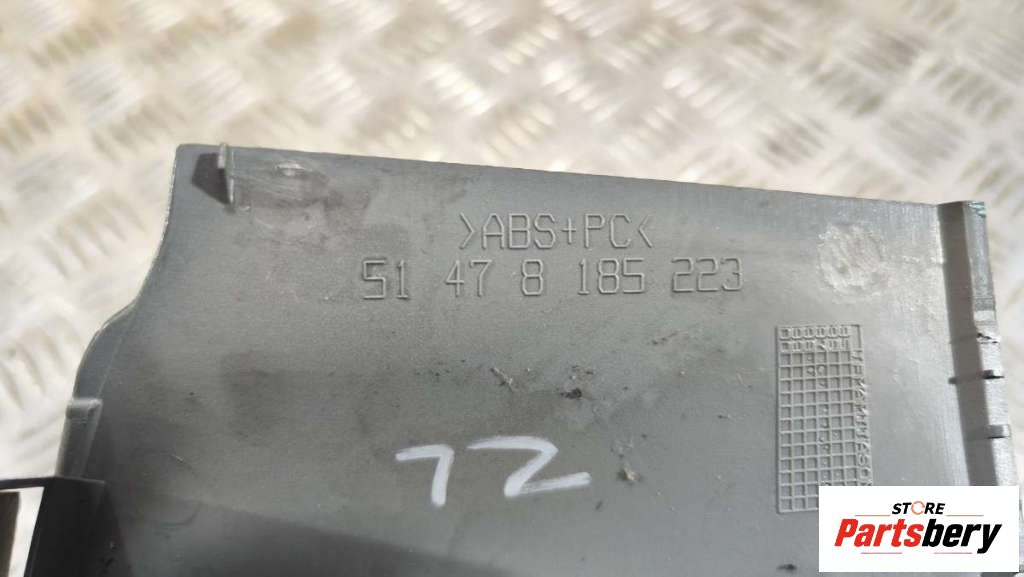 >ABS+PC<
51 47 8 185 223
72
STORE
Partsbery